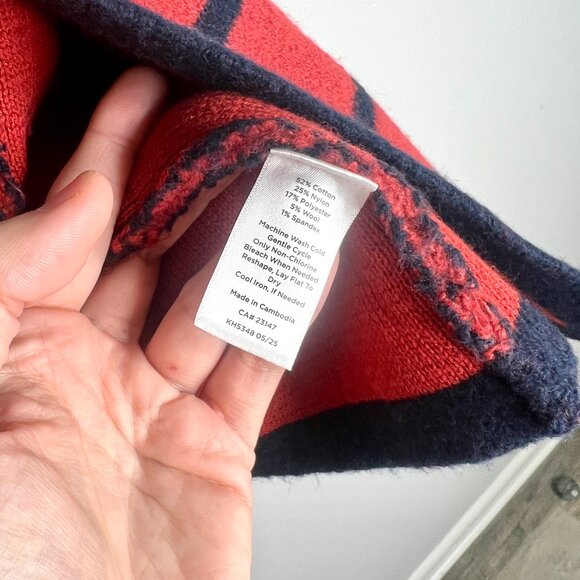 52% Cotton
25% Nylon
17% Polyester
5% Wool
1% Spandex
Machine Wash Cold
Gentle Cycle
Only Non-Chlorine
Bleach When Needed
Reshape, Lay Flat To
Dry
Cool Iron, If Needed
Made in Cambodia
CA# 23147
KH5348 05/25